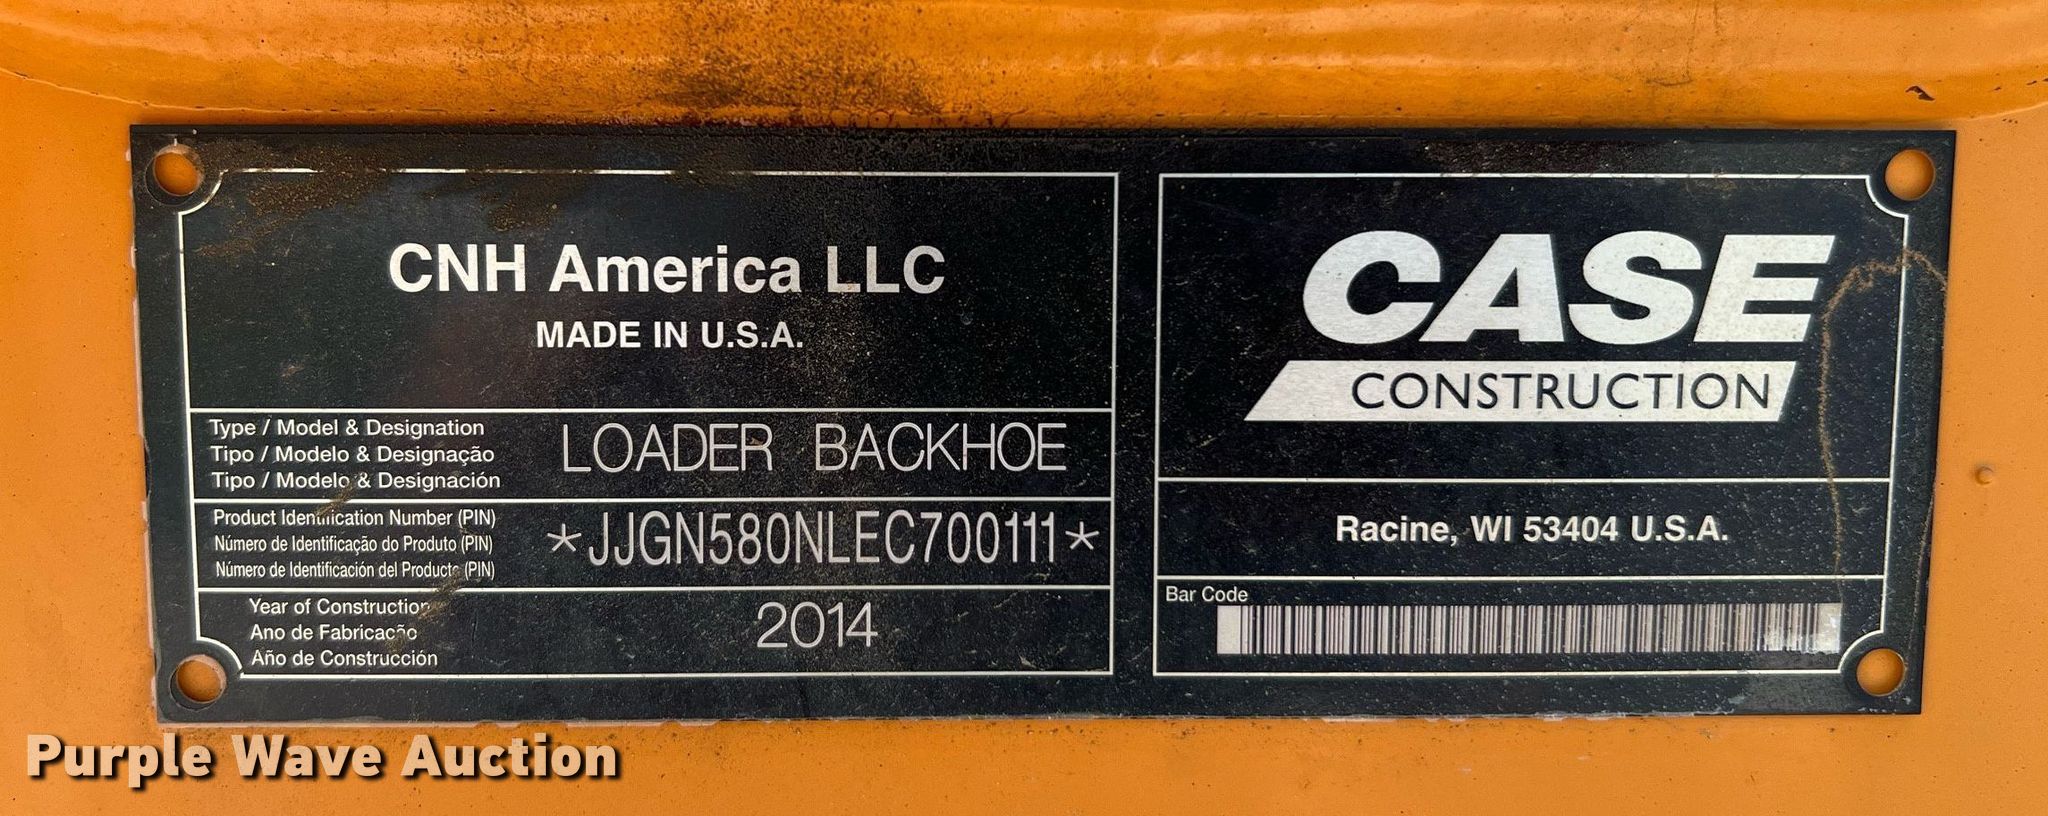 CNH America LLC
MADE IN U.S.A.
Type / Model & Designation
Tipo / Modelo & Designação
Tipo / Modelo & Designación
LOADER BACKHOE
Product Identification Number (PIN)
Número de Identificação do Produto (PIN)
Número de Identificación del Producto (PIN)
*JJGN580NLEC700111*
Year of Construction
Ano de Fabricação
Año de Construcción
2014
CASE
CONSTRUCTION
Racine, WI 53404 U.S.A.
Bar Code
Purple Wave Auction